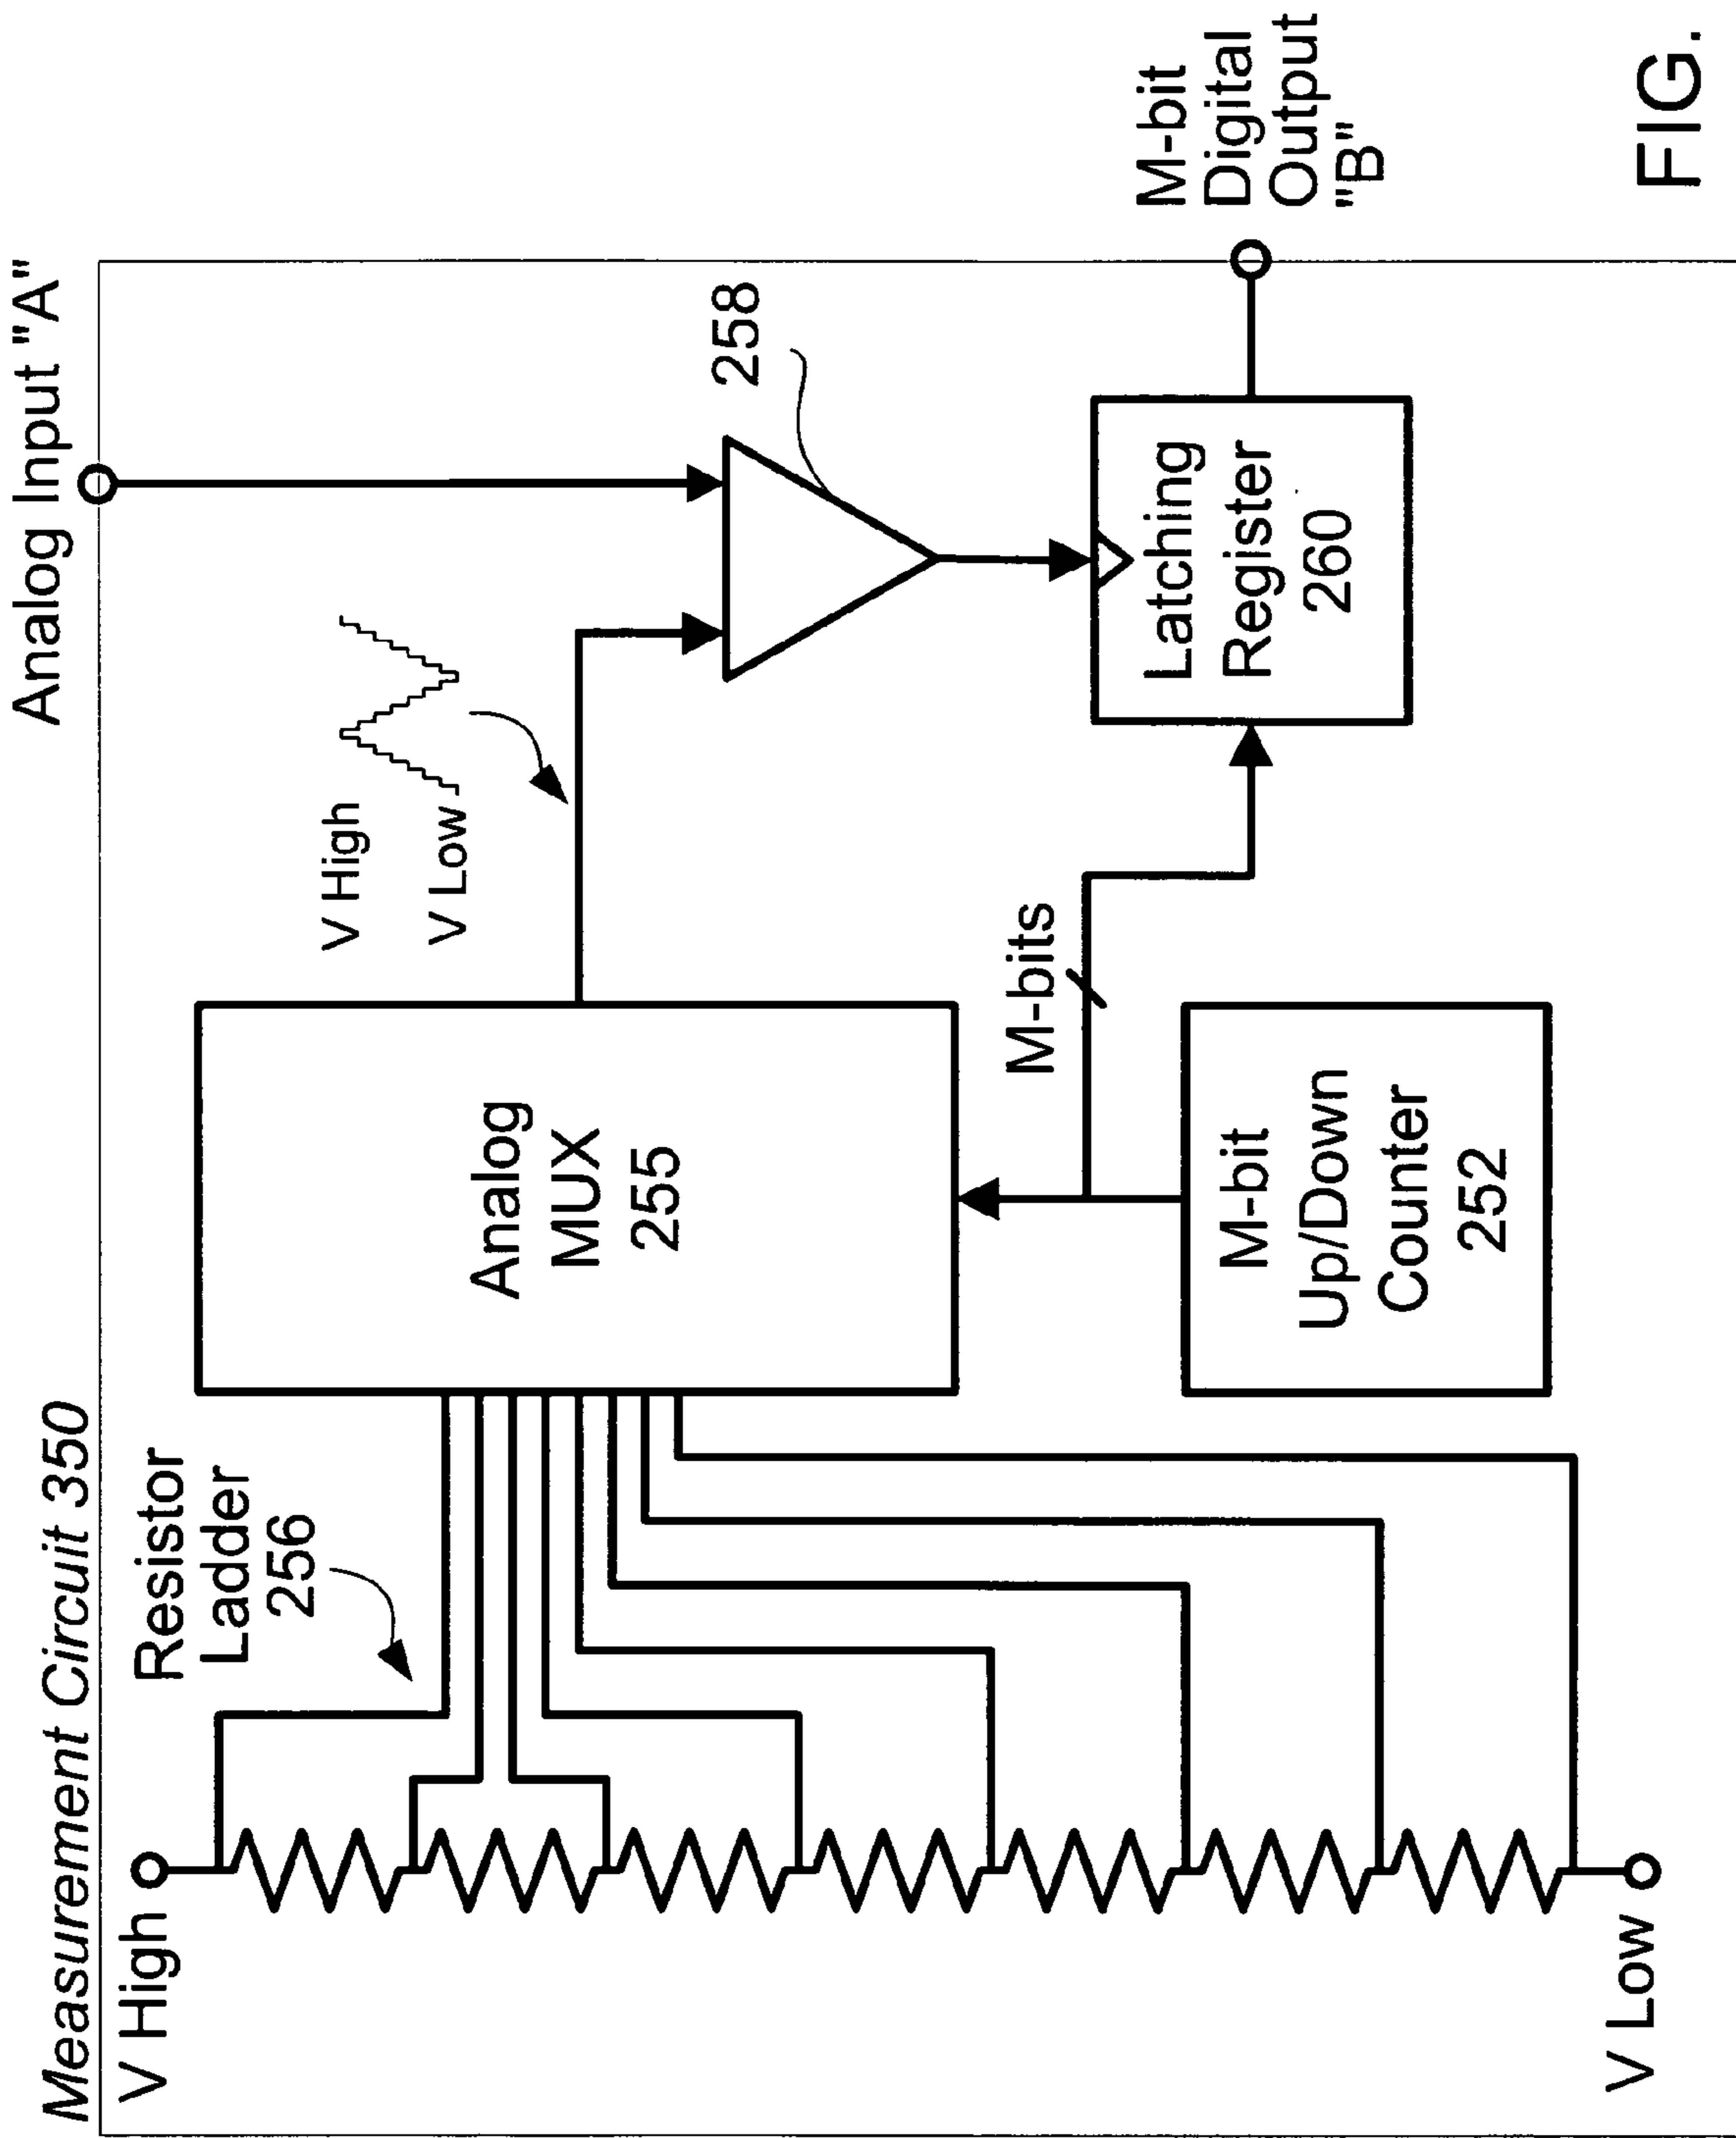 Measurement Circuit 350
Analog Input "A"
V High
Resistor
Ladder
256
V High
V Low
258
Analog
MUX
255
M-bits
M-bit
Up/Down
Counter
252
Latching
Register
260
M-bit
Digital
Output
"B"
V Low
FIG.